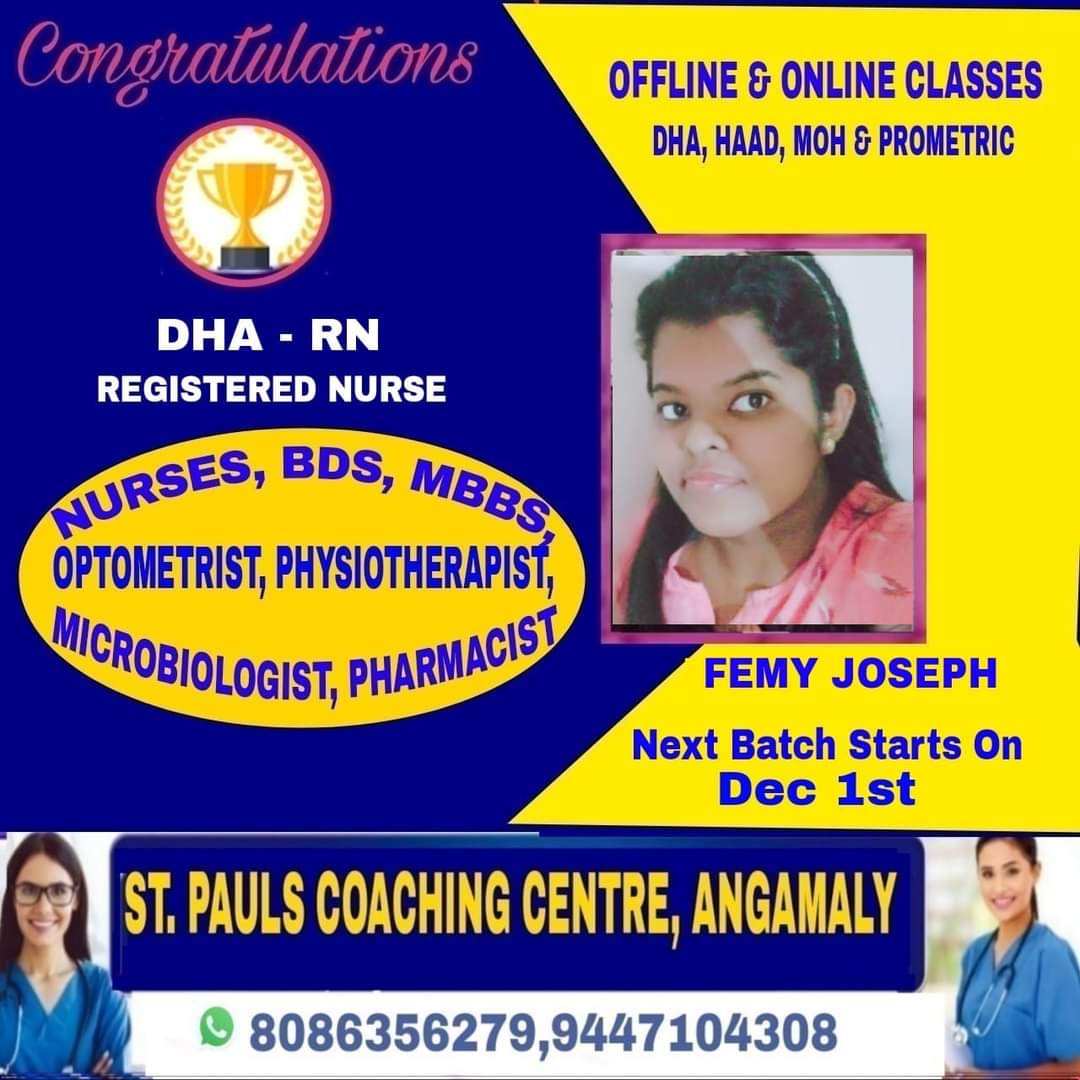 Congratulations
OFFLINE & ONLINE CLASSES
DHA, HAAD, MOH & PROMETRIC
DHA - RN
REGISTERED NURSE
NURSES, BDS, MBBS,
OPTOMETRIST, PHYSIOTHERAPIST,
MICROBIOLOGIST, PHARMACIST
FEMY JOSEPH
Next Batch Starts On
Dec 1st
ST. PAULS COACHING CENTRE, ANGAMALY
8086356279,9447104308